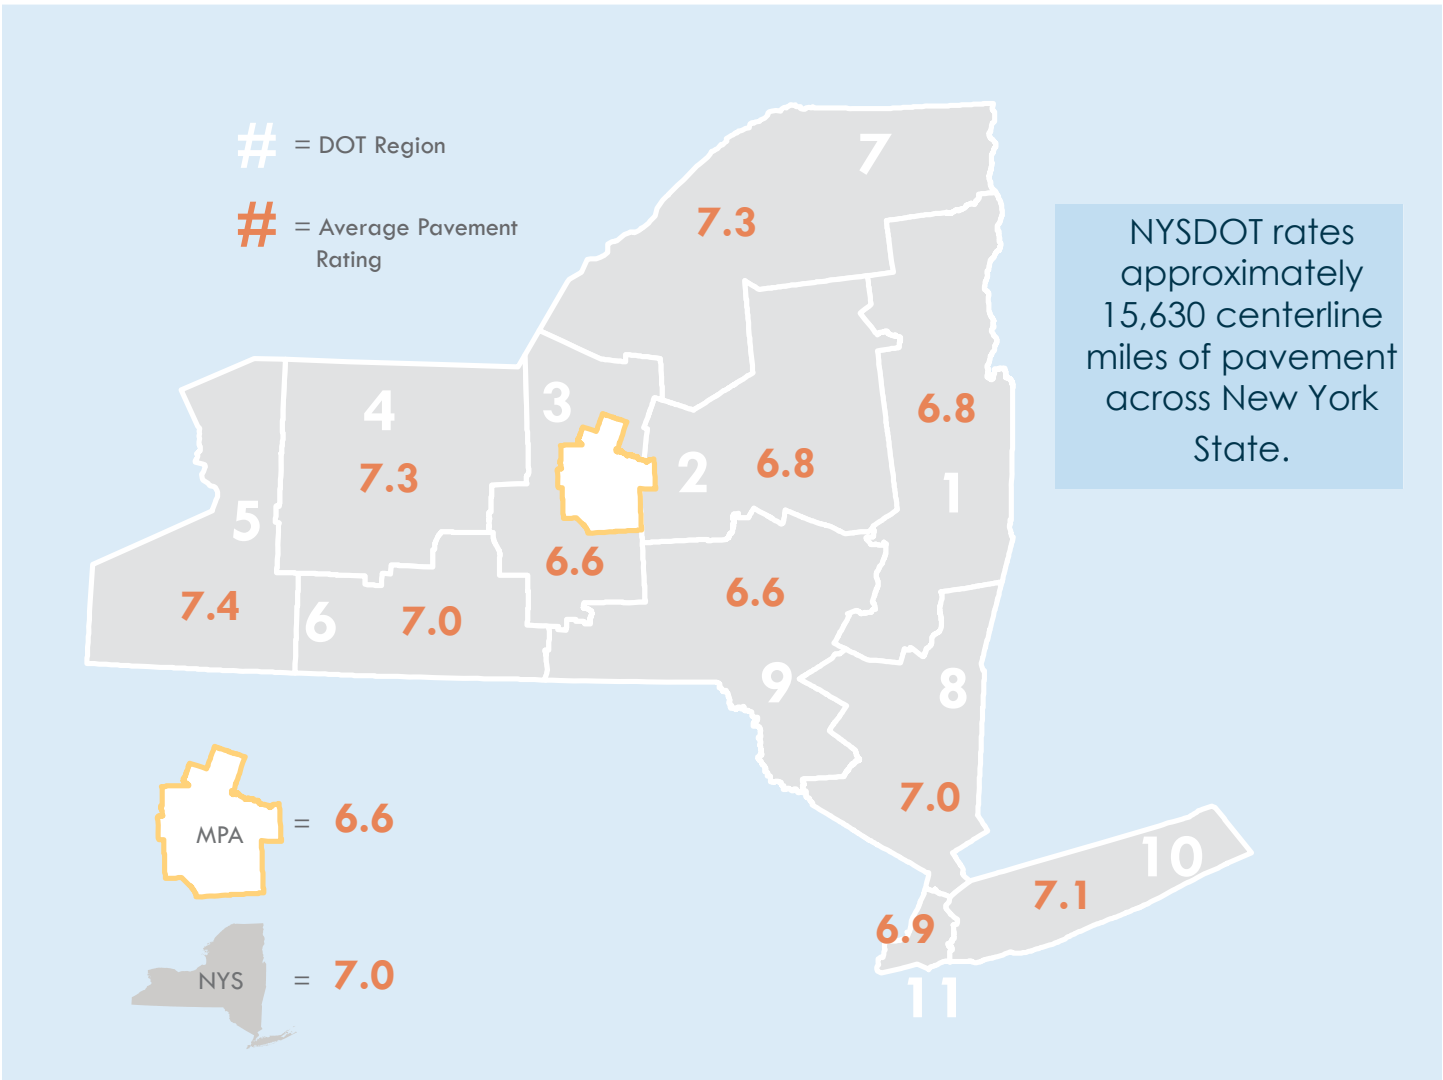 # = DOT Region
# = Average Pavement
Rating
7
7.3
NYSDOT rates
approximately
15,630 centerline
miles of pavement
across New York
State.
4
7.3
3
6.6
2
6.8
6.8
1
5
7.4
6
7.0
6.6
9
8
7.0
MPA = 6.6
10
7.1
6.9
11
NYS = 7.0